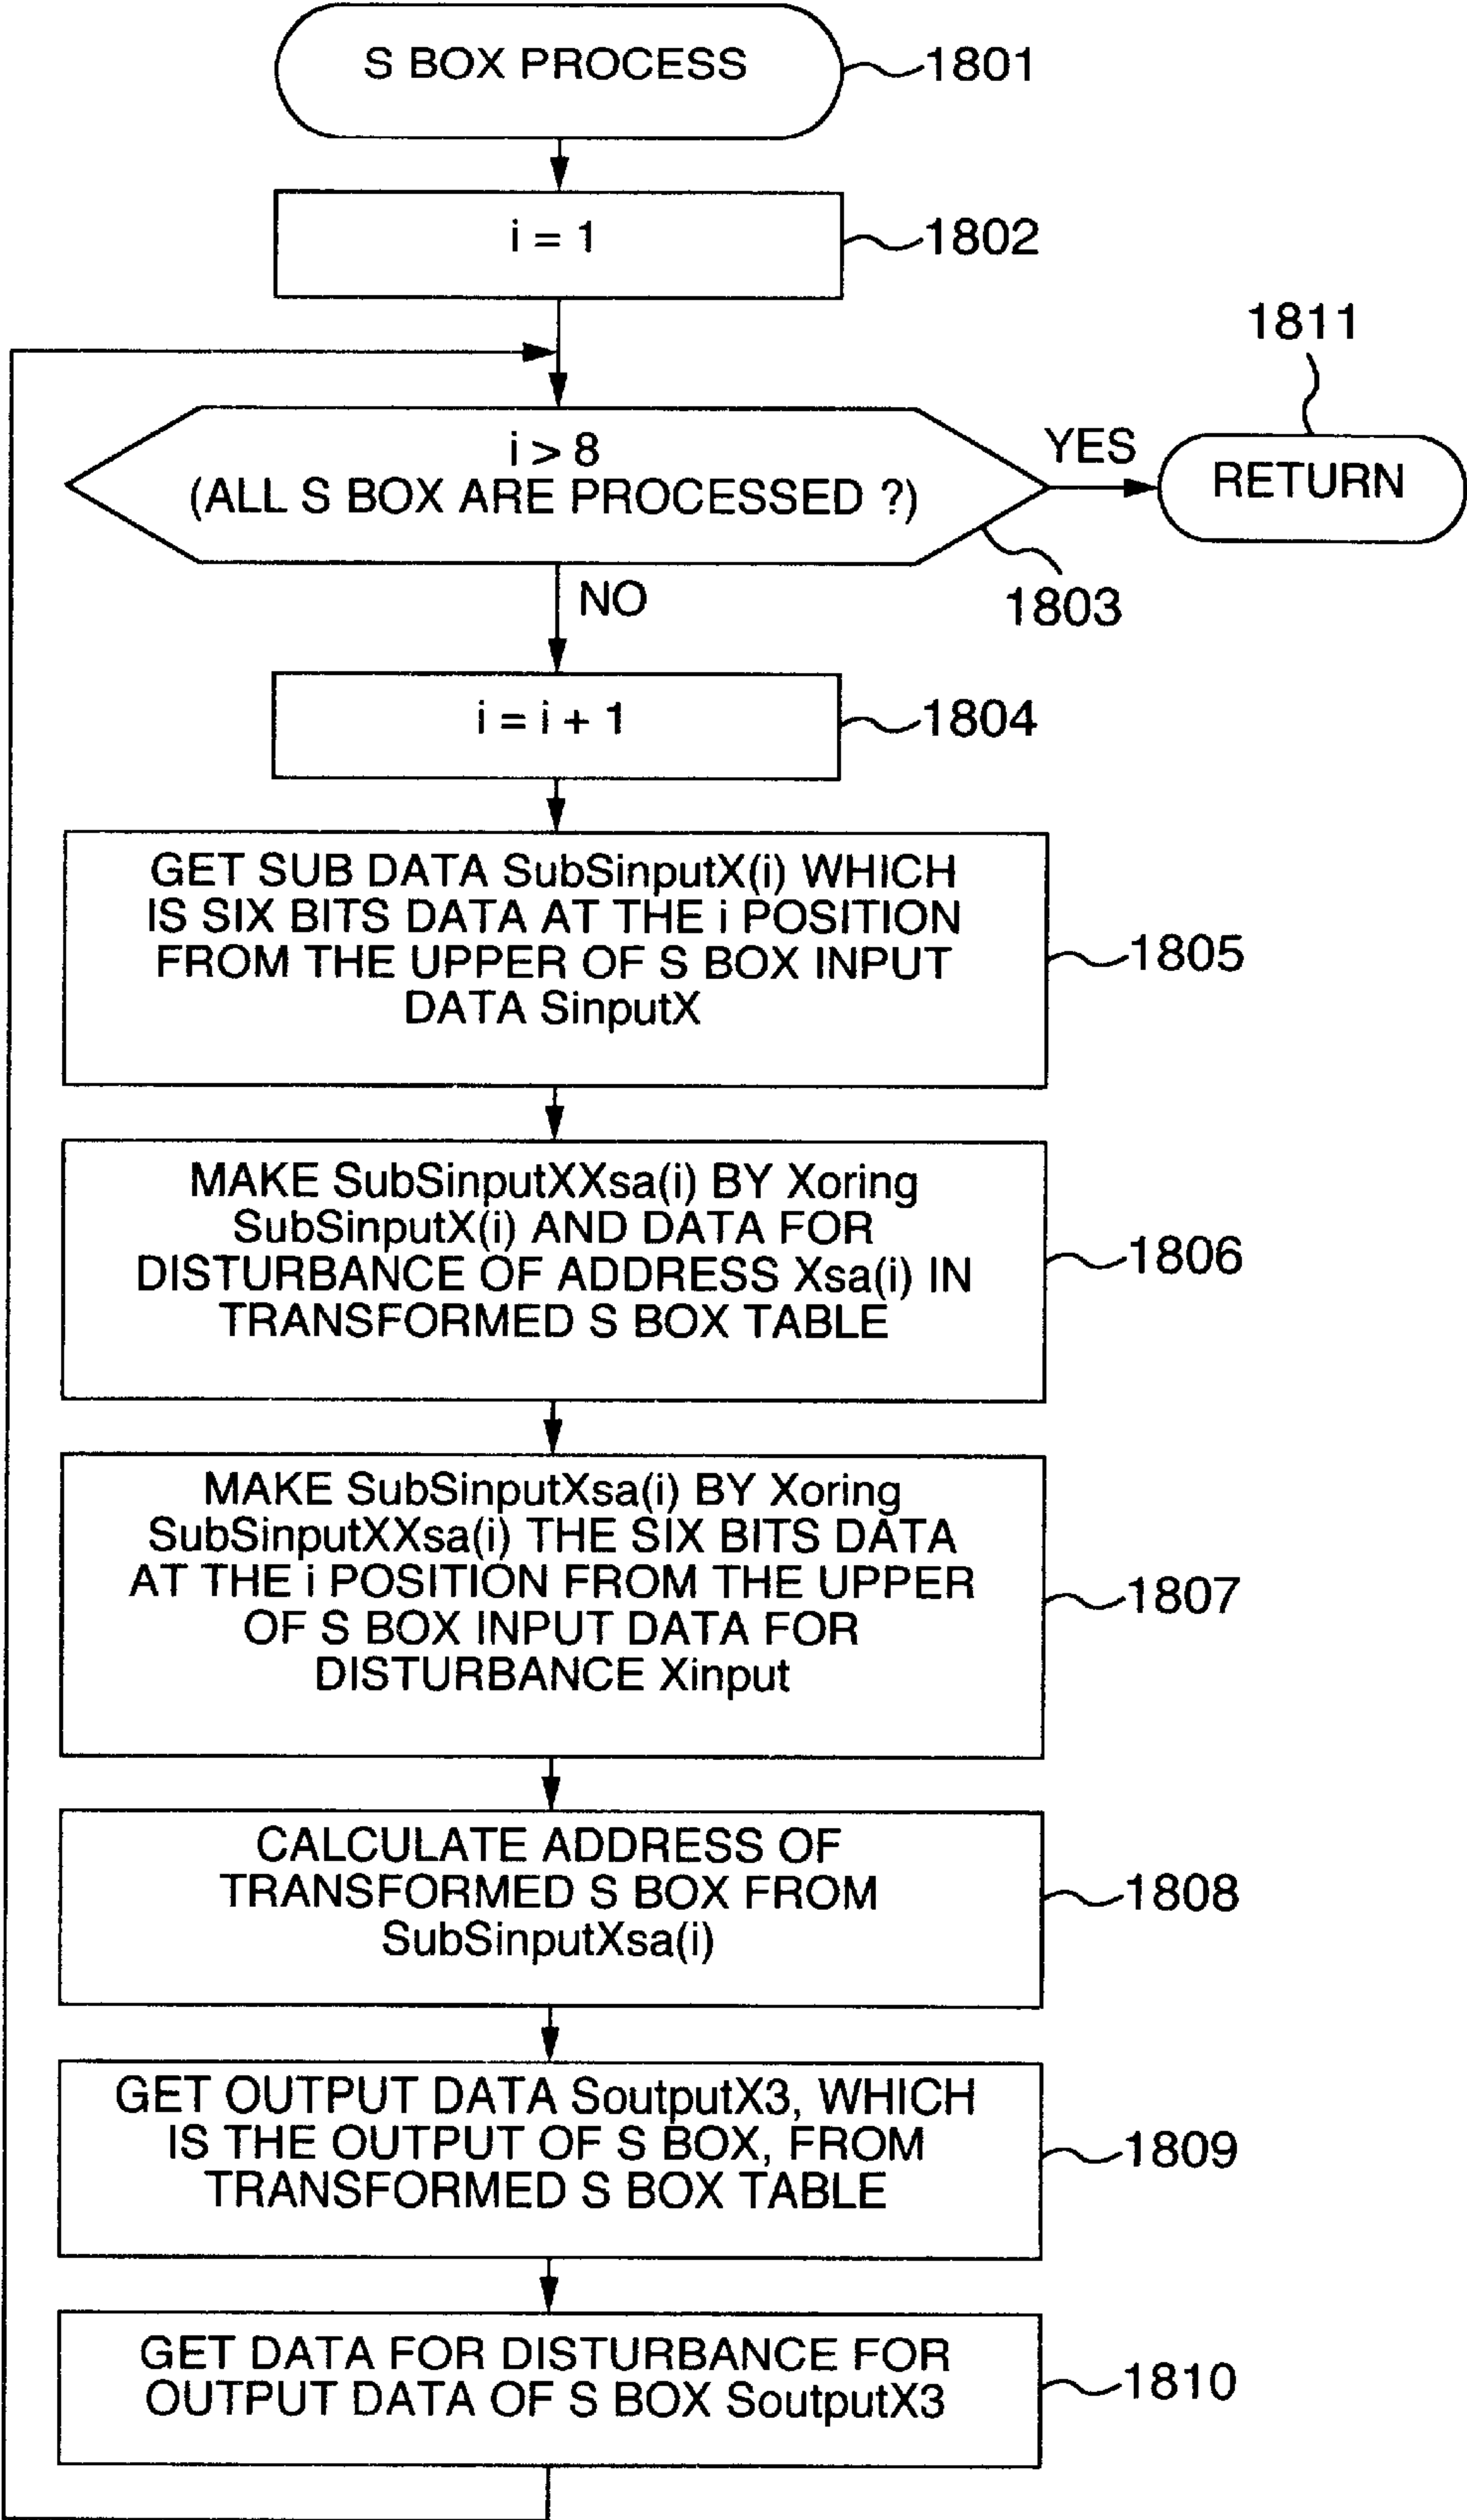 S BOX PROCESS
1801
i = 1
1802
1811
i > 8
(ALL S BOX ARE PROCESSED ?)
YES
RETURN
1803
NO
i = i + 1
1804
GET SUB DATA SubSinputX(i) WHICH
IS SIX BITS DATA AT THE i POSITION
FROM THE UPPER OF S BOX INPUT
DATA SinputX
1805
MAKE SubSinputXXsa(i) BY Xoring
SubSinputX(i) AND DATA FOR
DISTURBANCE OF ADDRESS Xsa(i) IN
TRANSFORMED S BOX TABLE
1806
MAKE SubSinputXsa(i) BY Xoring
SubSinputXXsa(i) THE SIX BITS DATA
AT THE i POSITION FROM THE UPPER
OF S BOX INPUT DATA FOR
DISTURBANCE Xinput
1807
CALCULATE ADDRESS OF
TRANSFORMED S BOX FROM
SubSinputXsa(i)
1808
GET OUTPUT DATA SoutputX3, WHICH
IS THE OUTPUT OF S BOX, FROM
TRANSFORMED S BOX TABLE
1809
GET DATA FOR DISTURBANCE FOR
OUTPUT DATA OF S BOX SoutputX3
1810